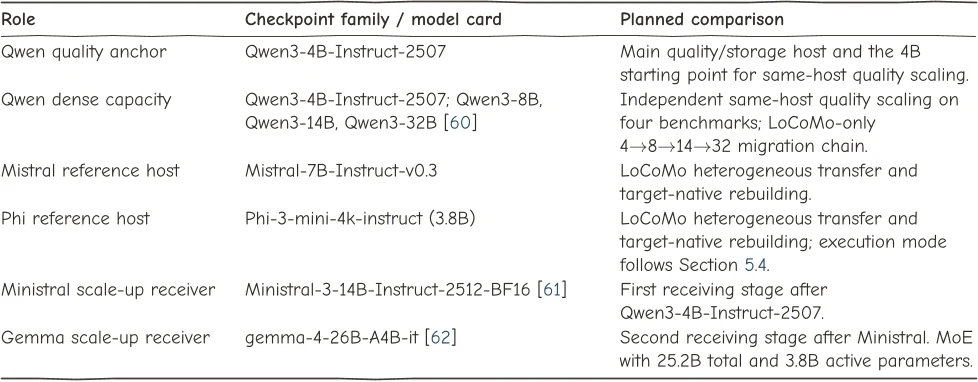 Role Checkpoint family / model card Planned comparison
Qwen quality anchor Qwen3-4B-Instruct-2507 Main quality/storage host and the 4B
starting point for same-host quality scaling.
Qwen dense capacity Qwen3-4B-Instruct-2507; Qwen3-8B, Independent same-host quality scaling on
Qwen3-14B, Qwen3-32B [60] four benchmarks; LoCoMo-only
4→8→14→32 migration chain.
Mistral reference host Mistral-7B-Instruct-v0.3 LoCoMo heterogeneous transfer and
target-native rebuilding.
Phi reference host Phi-3-mini-4k-instruct (3.8B) LoCoMo heterogeneous transfer and
target-native rebuilding; execution mode
follows Section 5.4.
Ministral scale-up receiver Ministral-3-14B-Instruct-2512-BF16 [61] First receiving stage after
Qwen3-4B-Instruct-2507.
Gemma scale-up receiver gemma-4-26B-A4B-it [62] Second receiving stage after Ministral. MoE
with 25.2B total and 3.8B active parameters.